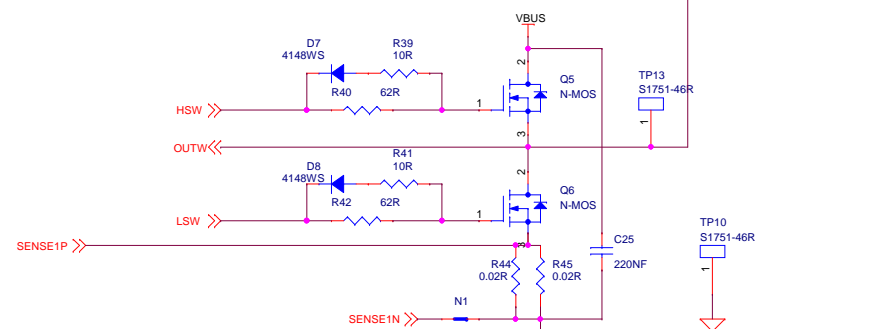 VBUS
D7
4148WS
R39
10R
R40
62R
HSW
1
2
Q5
N-MOS
3
TP13
S1751-46R
1
OUTW
D8
4148WS
R41
10R
R42
62R
LSW
1
2
Q6
N-MOS
3
SENSE1P
R44
0.02R
R45
0.02R
C25
220NF
TP10
S1751-46R
1
SENSE1N
N1